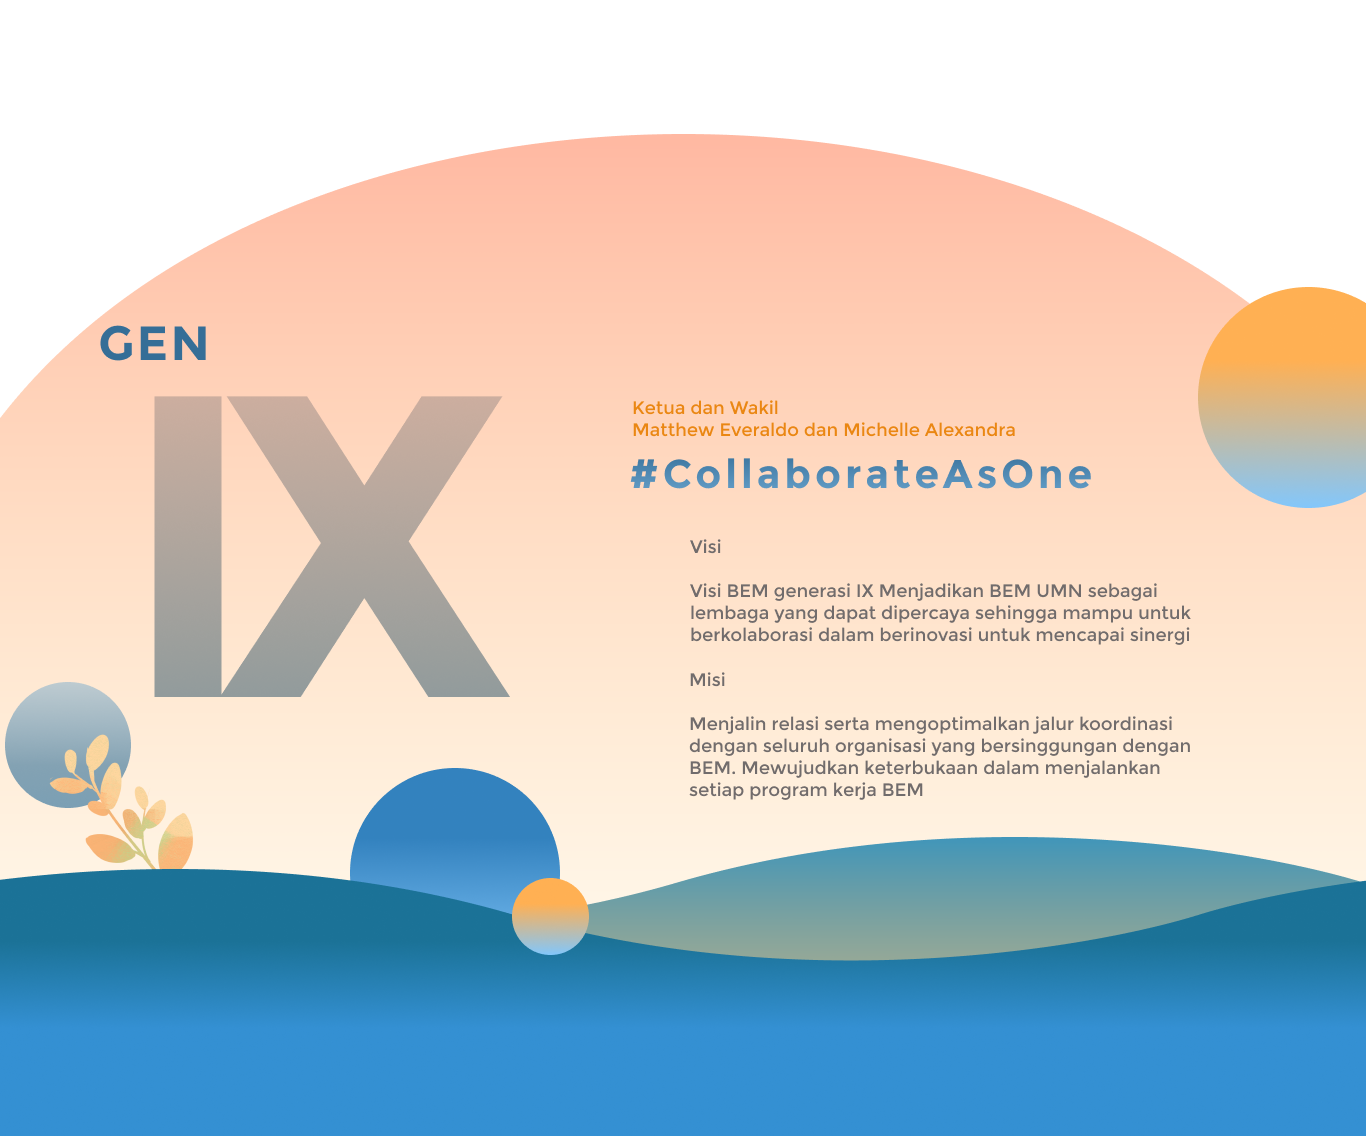 GEN
IX
Ketua dan Wakil
Matthew Everaldo dan Michelle Alexandra
#CollaborateAsOne
Visi
Visi BEM generasi IX Menjadikan BEM UMN sebagai
lembaga yang dapat dipercaya sehingga mampu untuk
berkolaborasi dalam berinovasi untuk mencapai sinergi
Misi
Menjalin relasi serta mengoptimalkan jalur koordinasi
dengan seluruh organisasi yang bersinggungan dengan
BEM. Mewujudkan keterbukaan dalam menjalankan
setiap program kerja BEM